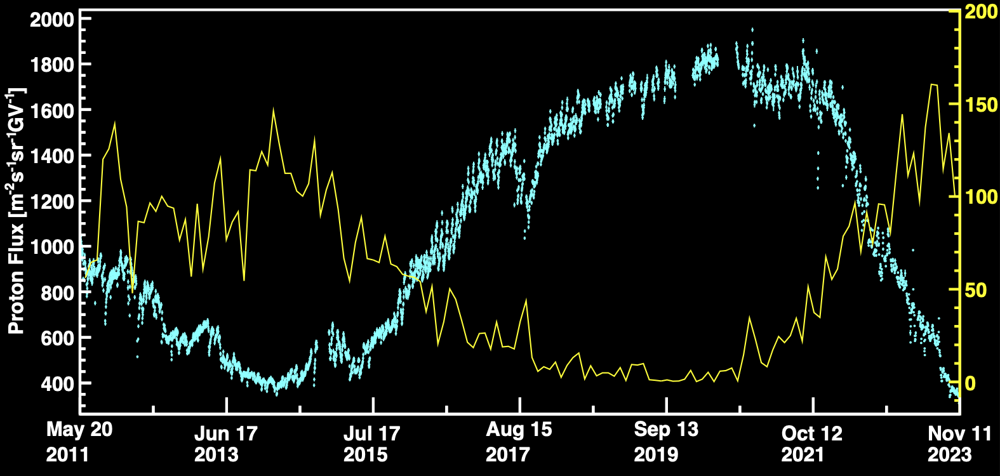 2000
1800
1600
1400
1200
1000
800
600
400
Proton Flux [m⁻²s⁻¹sr⁻¹GV⁻¹]
200
150
100
50
0
May 20 2011
Jun 17 2013
Jul 17 2015
Aug 15 2017
Sep 13 2019
Oct 12 2021
Nov 11 2023